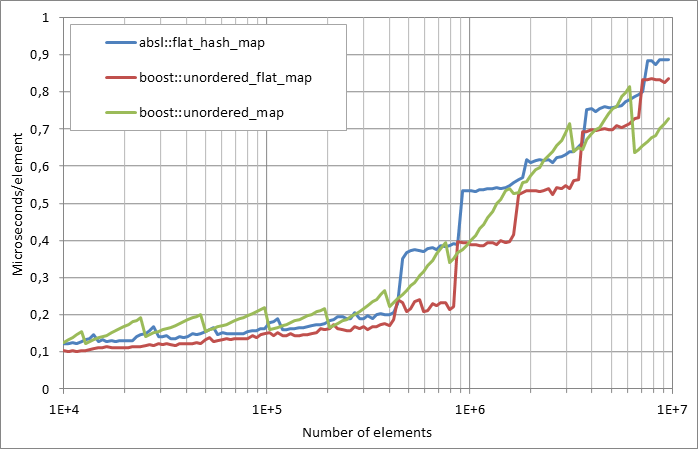 1
0,9
0,8
0,7
0,6
0,5
0,4
0,3
0,2
0,1
0
Microseconds/element
absl::flat_hash_map
boost::unordered_flat_map
boost::unordered_map
1E+4 1E+5 1E+6 1E+7
Number of elements